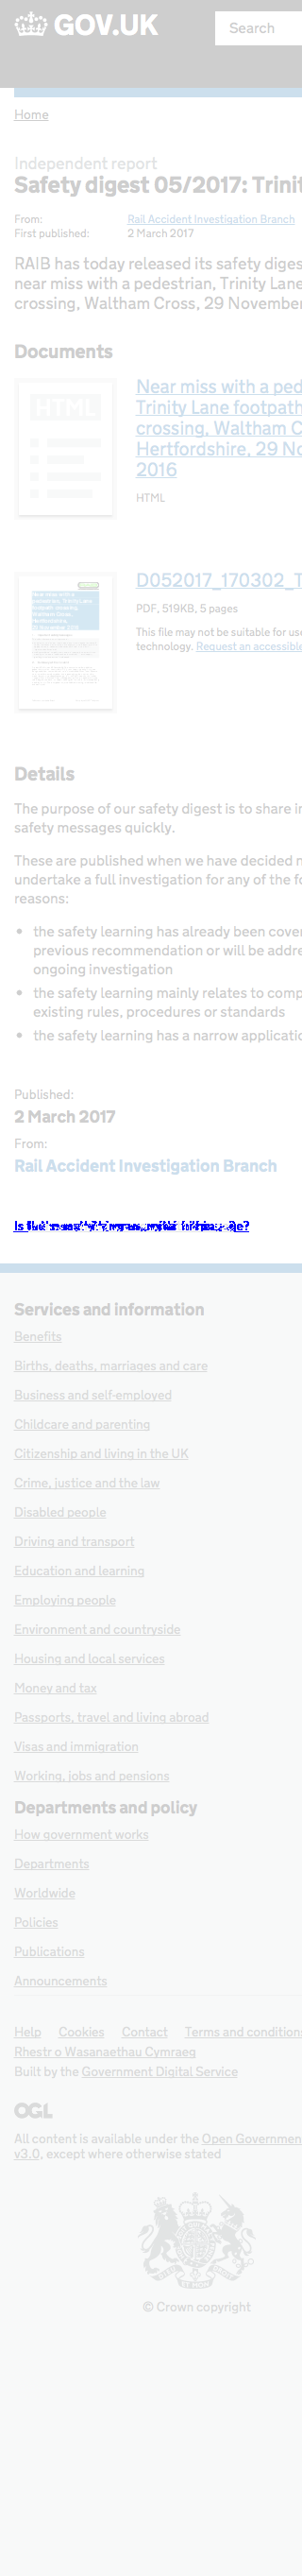 GOV.UK
Search
Home
Independent report
Safety digest 05/2017: Trinit
From: Rail Accident Investigation Branch
First published: 2 March 2017
RAIB has today released its safety diges
near miss with a pedestrian, Trinity Lane
crossing, Waltham Cross, 29 November
Documents
HTML
Near miss with a ped
Trinity Lane footpath
crossing, Waltham C
Hertfordshire, 29 No
2016
HTML
D052017_170302_T
PDF, 519KB, 5 pages
This file may not be suitable for use
technology. Request an accessible
Details
The purpose of our safety digest is to share in
safety messages quickly.
These are published when we have decided n
undertake a full investigation for any of the fo
reasons:
the safety learning has already been cover
previous recommendation or will be addre
ongoing investigation
the safety learning mainly relates to comp
existing rules, procedures or standards
the safety learning has a narrow applicatio
Published:
2 March 2017
From:
Rail Accident Investigation Branch
Services and information
Benefits
Births, deaths, marriages and care
Business and self-employed
Childcare and parenting
Citizenship and living in the UK
Crime, justice and the law
Disabled people
Driving and transport
Education and learning
Employing people
Environment and countryside
Housing and local services
Money and tax
Passports, travel and living abroad
Visas and immigration
Working, jobs and pensions
Departments and policy
How government works
Departments
Worldwide
Policies
Publications
Announcements
Help Cookies Contact Terms and conditions
Rhestr o Wasanaethau Cymraeg
Built by the Government Digital Service
OGL
All content is available under the Open Governmen
v3.0, except where otherwise stated
© Crown copyright